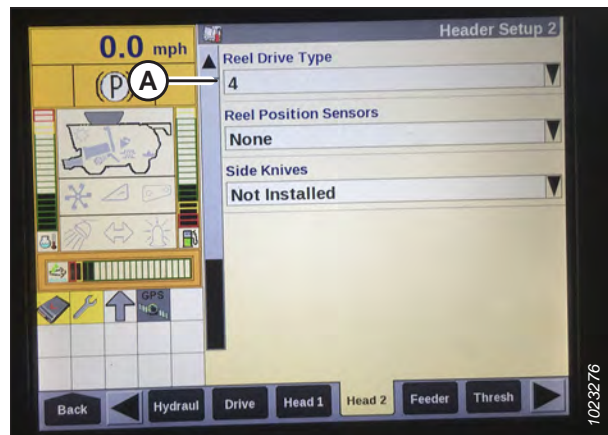 0.0 mph
(P)
A
Header Setup 2
Reel Drive Type
4
Reel Position Sensors
None
Side Knives
Not Installed
GPS
Back
Hydraul
Drive
Head 1
Head 2
Feeder
Thresh
1023276